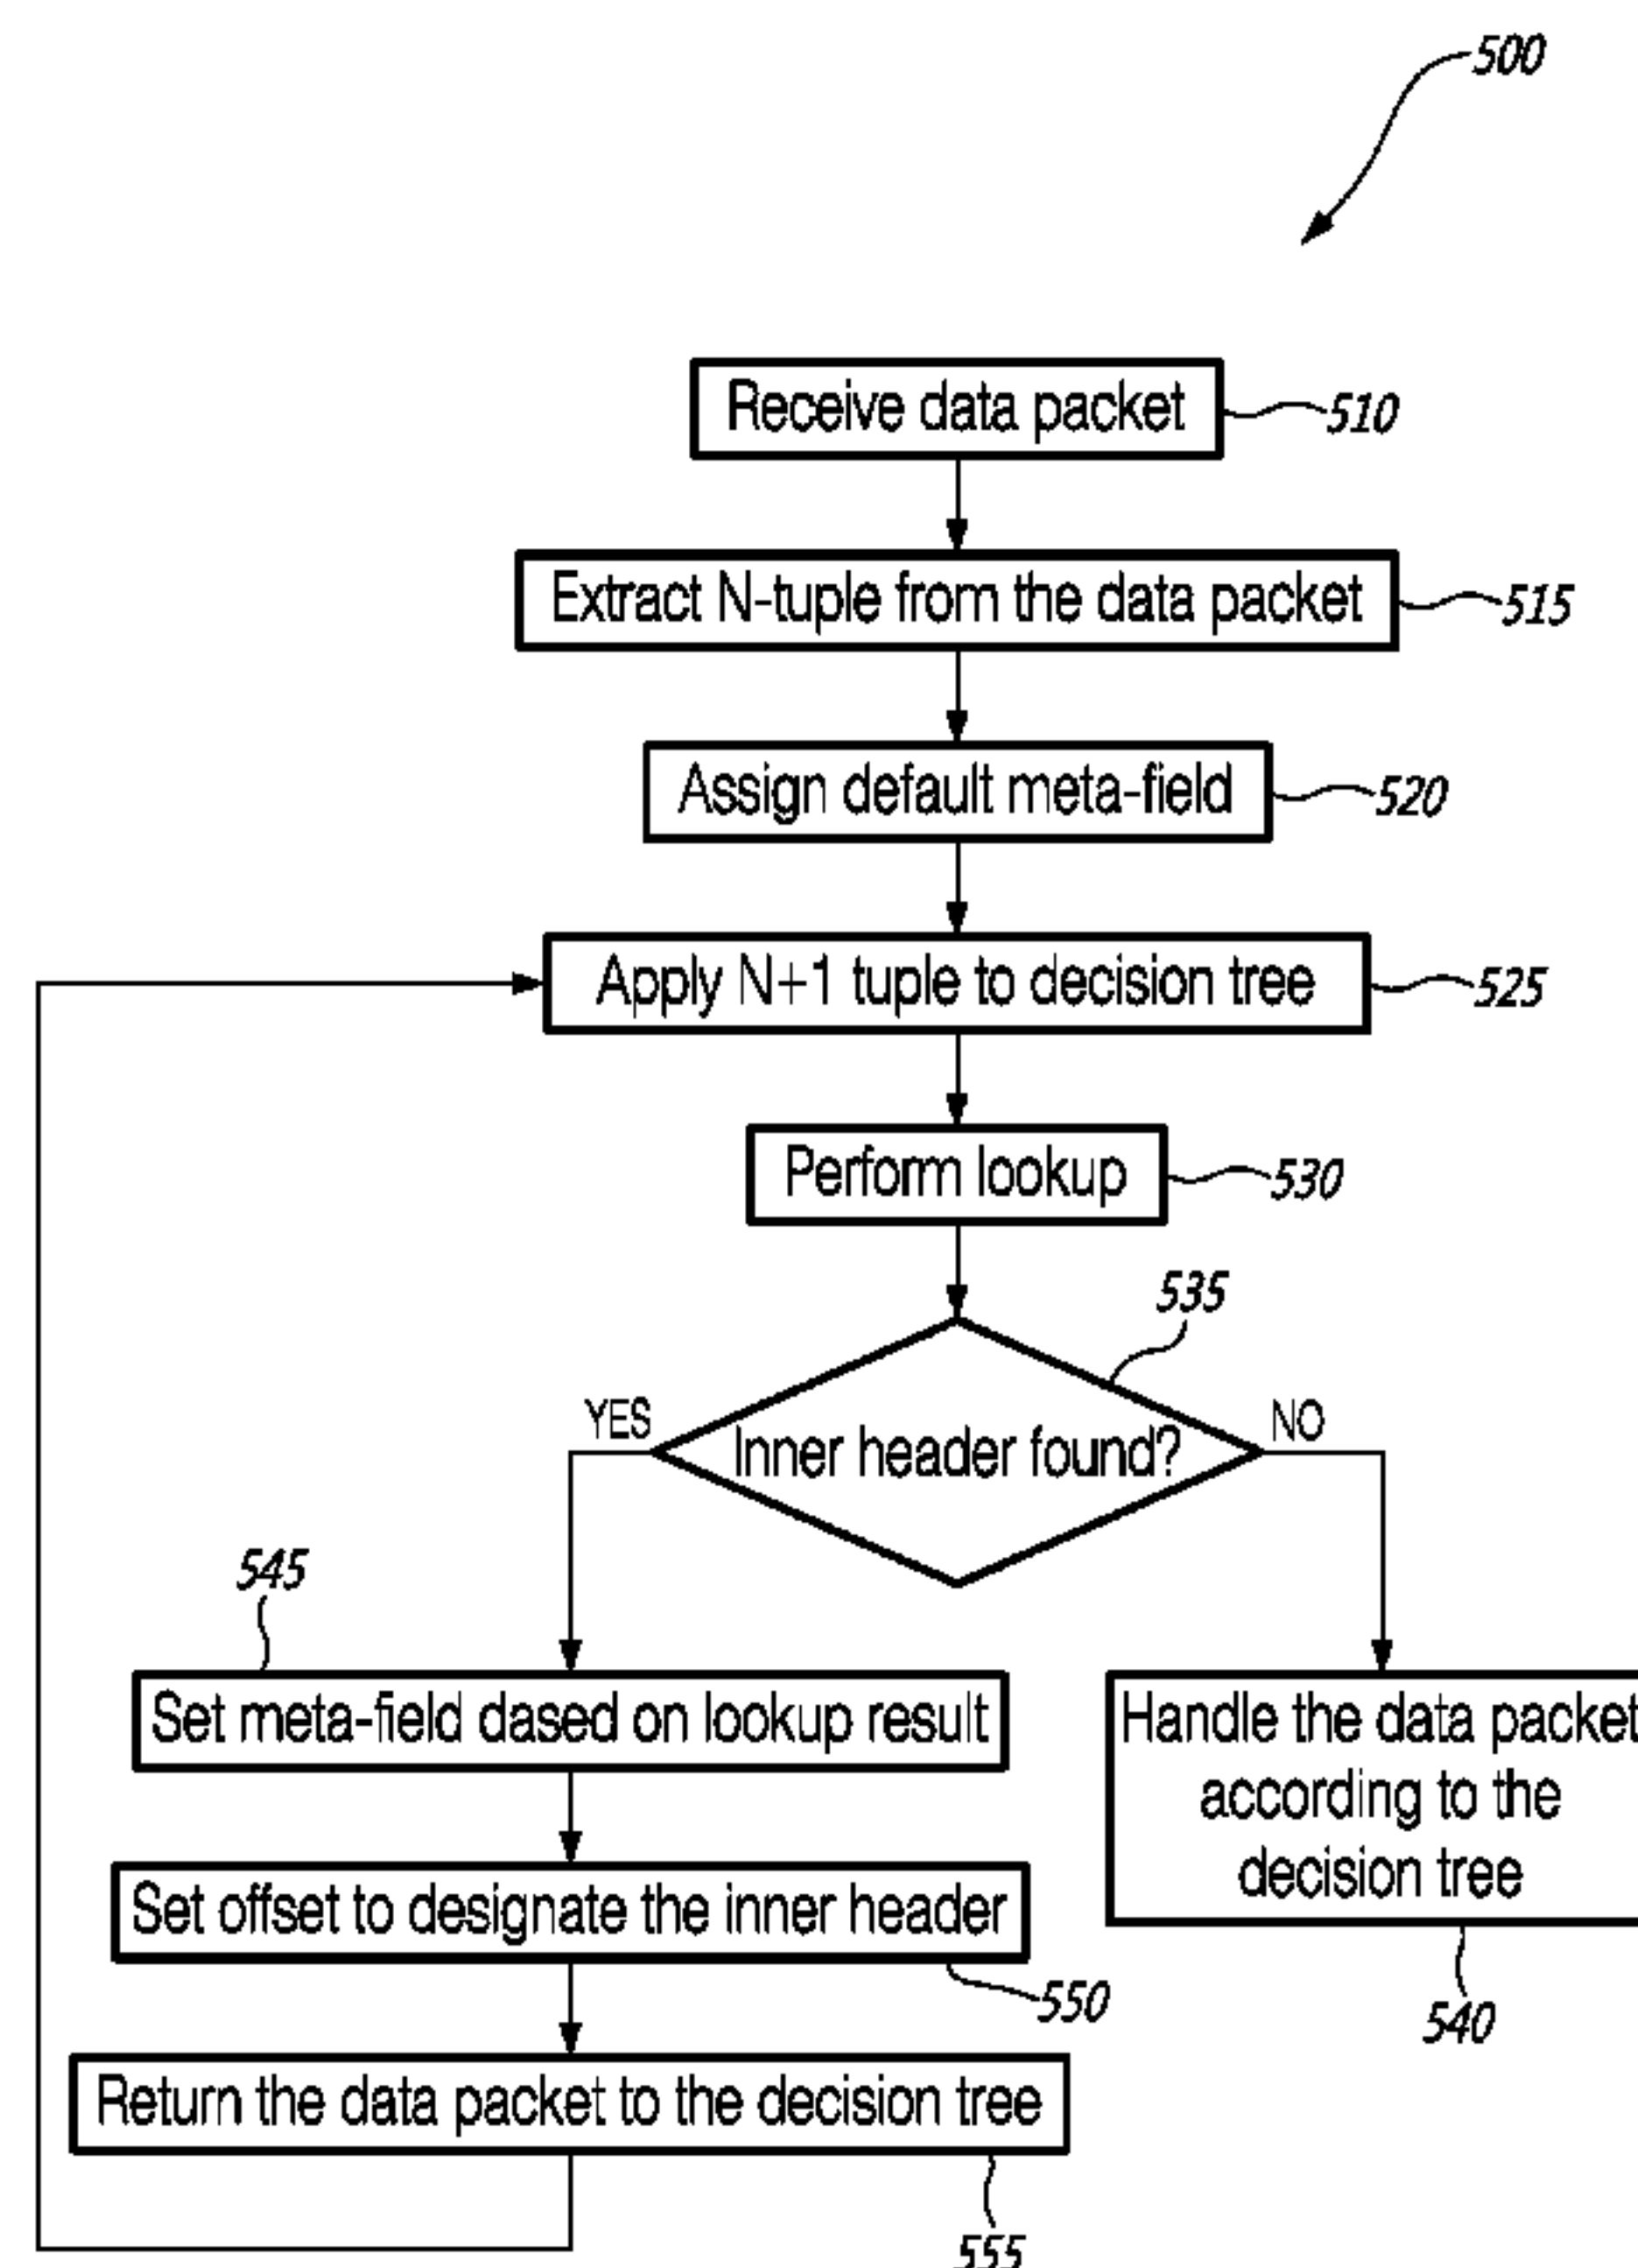 500
Receive data packet
510
Extract N-tuple from the data packet
515
Assign default meta-field
520
Apply N+1 tuple to decision tree
525
Perform lookup
530
535
YES
Inner header found?
NO
545
Set meta-field dased on lookup result
Handle the data packet
according to the
decision tree
Set offset to designate the inner header
550
540
Return the data packet to the decision tree
555